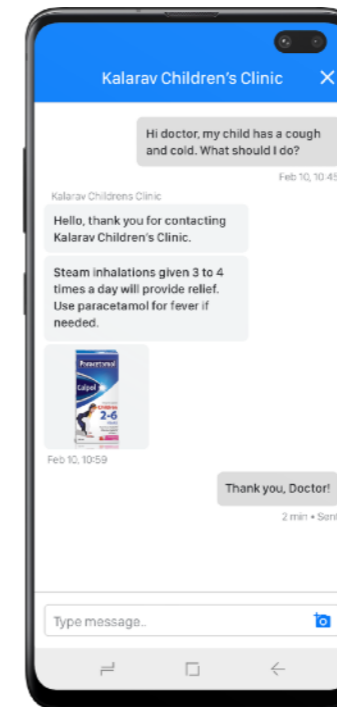 Kalarav Children's Clinic
Hi doctor, my child has a cough
and cold. What should I do?
Feb 10, 10:45
Kalarav Childrens Clinic
Hello, thank you for contacting
Kalarav Children's Clinic.
Steam inhalations given 3 to 4
times a day will provide relief.
Use paracetamol for fever if
needed.
Paracetamol
Calpol
2-6
Feb 10, 10:59
Thank you, Doctor!
2 min • Sent
Type message..